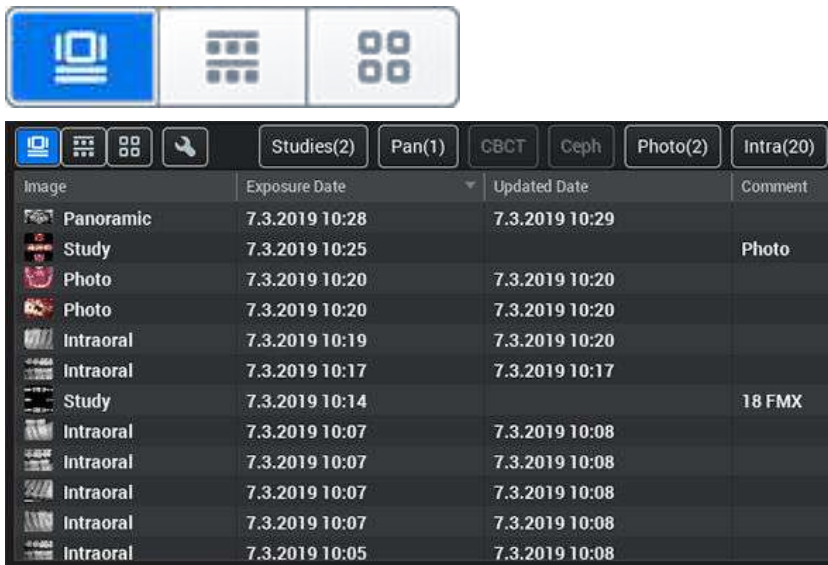 Studies(2) Pan(1) CBCT Ceph Photo(2) Intra(20)
Image Exposure Date Updated Date Comment
Panoramic 7.3.2019 10:28 7.3.2019 10:29
Study 7.3.2019 10:25 Photo
Photo 7.3.2019 10:20 7.3.2019 10:20
Photo 7.3.2019 10:20 7.3.2019 10:20
Intraoral 7.3.2019 10:19 7.3.2019 10:20
Intraoral 7.3.2019 10:17 7.3.2019 10:17
Study 7.3.2019 10:14 18 FMX
Intraoral 7.3.2019 10:07 7.3.2019 10:08
Intraoral 7.3.2019 10:07 7.3.2019 10:08
Intraoral 7.3.2019 10:07 7.3.2019 10:08
Intraoral 7.3.2019 10:07 7.3.2019 10:08
Intraoral 7.3.2019 10:05 7.3.2019 10:08